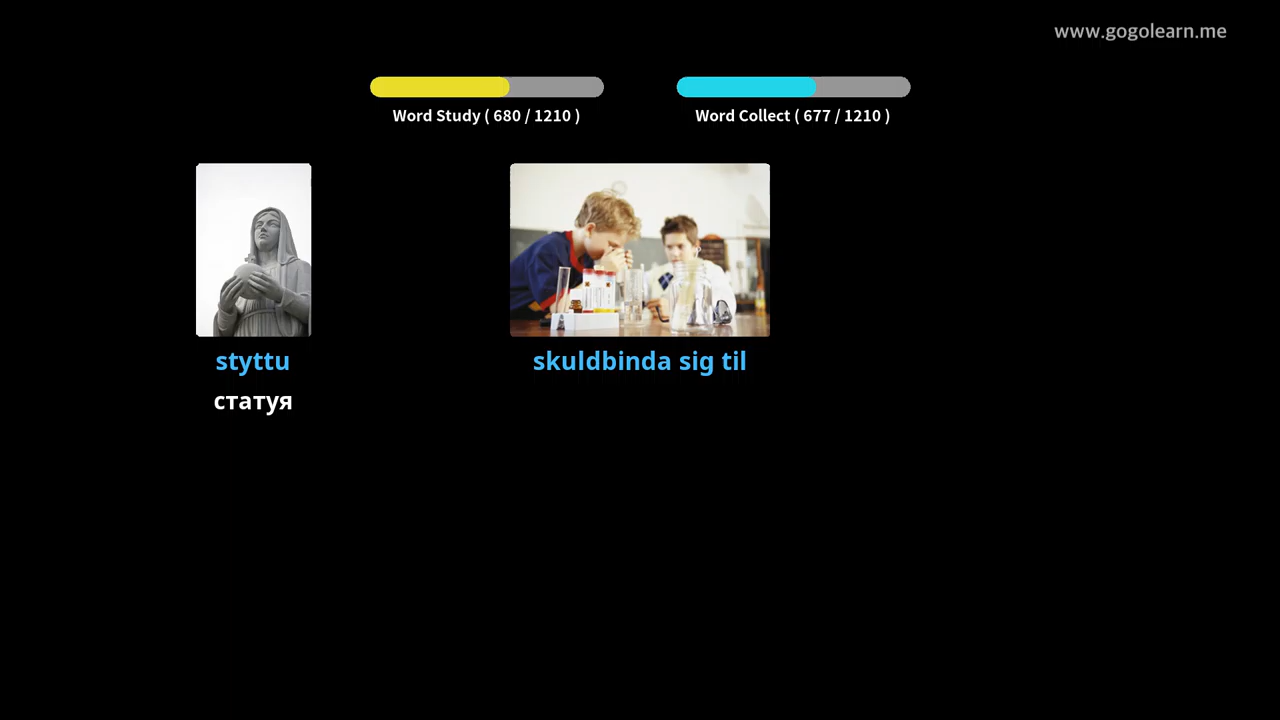 www.gogolearn.me
Word Study ( 680 / 1210 )
Word Collect ( 677 / 1210 )
styttu
skuldbinda sig til
статуя